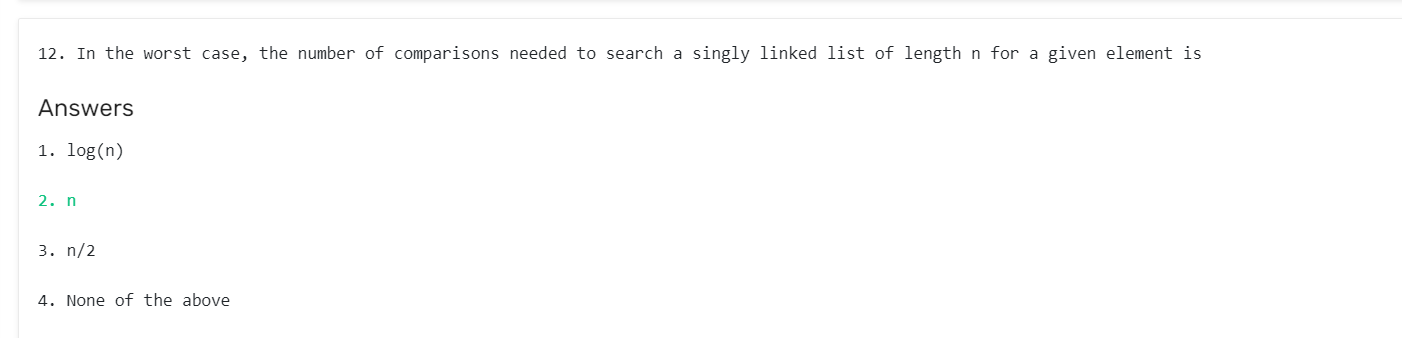 12. In the worst case, the number of comparisons needed to search a singly linked list of length n for a given element is
Answers
1. log(n)
2. n
3. n/2
4. None of the above